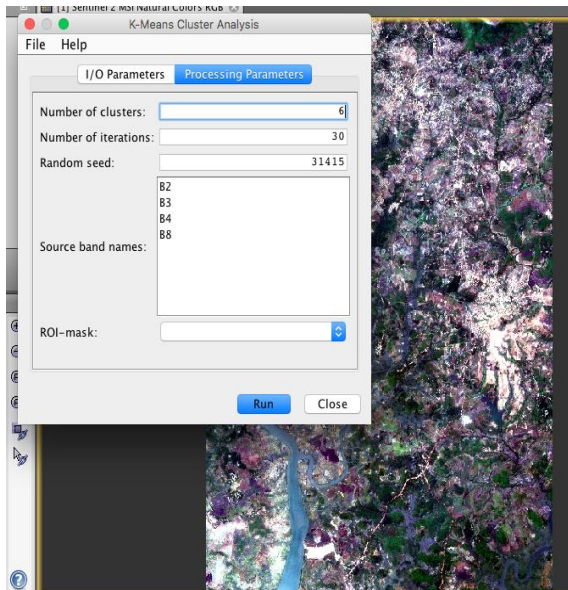 [1] Sentinel 2 MSI Natural Colors RGB
K-Means Cluster Analysis
File Help
I/O Parameters Processing Parameters
Number of clusters: 6
Number of iterations: 30
Random seed: 31415
Source band names:
B2
B3
B4
B8
ROI-mask:
Run Close
?